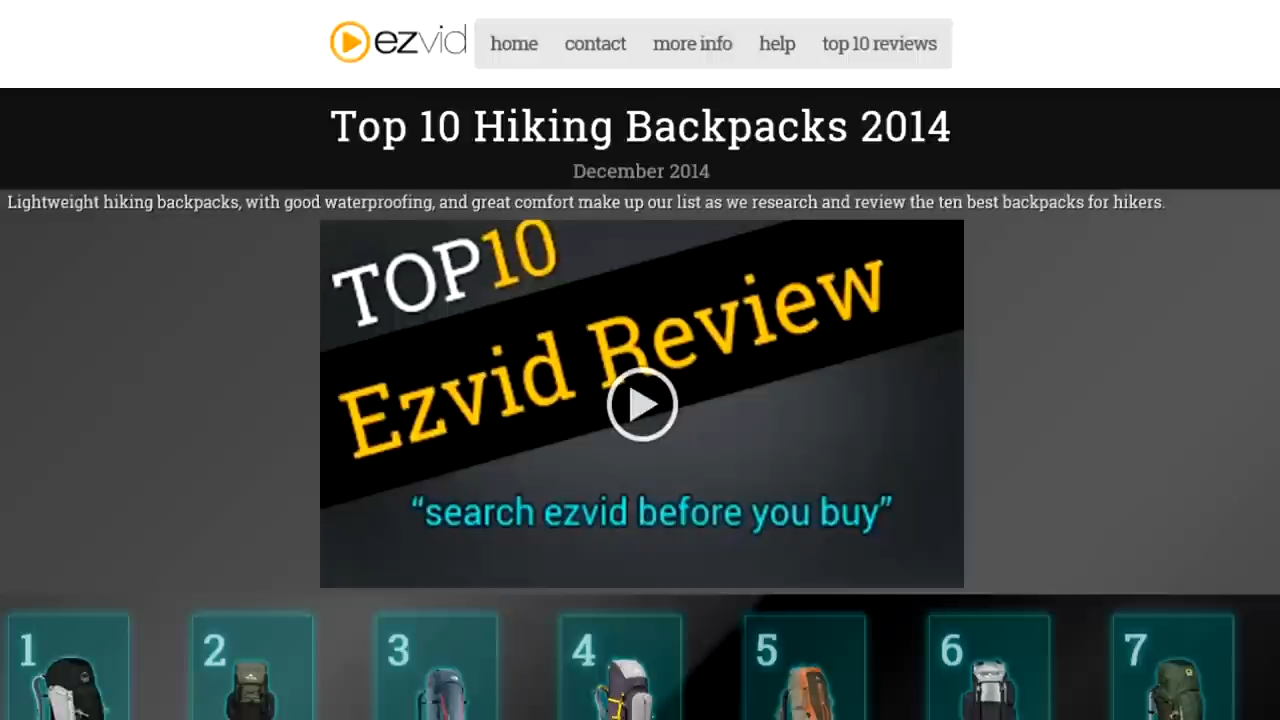 ezvid
home contact more info help top 10 reviews
Top 10 Hiking Backpacks 2014
December 2014
Lightweight hiking backpacks, with good waterproofing, and great comfort make up our list as we research and review the ten best backpacks for hikers.
TOP10
Ezvid Review
“search ezvid before you buy”
1 2 3 4 5 6 7